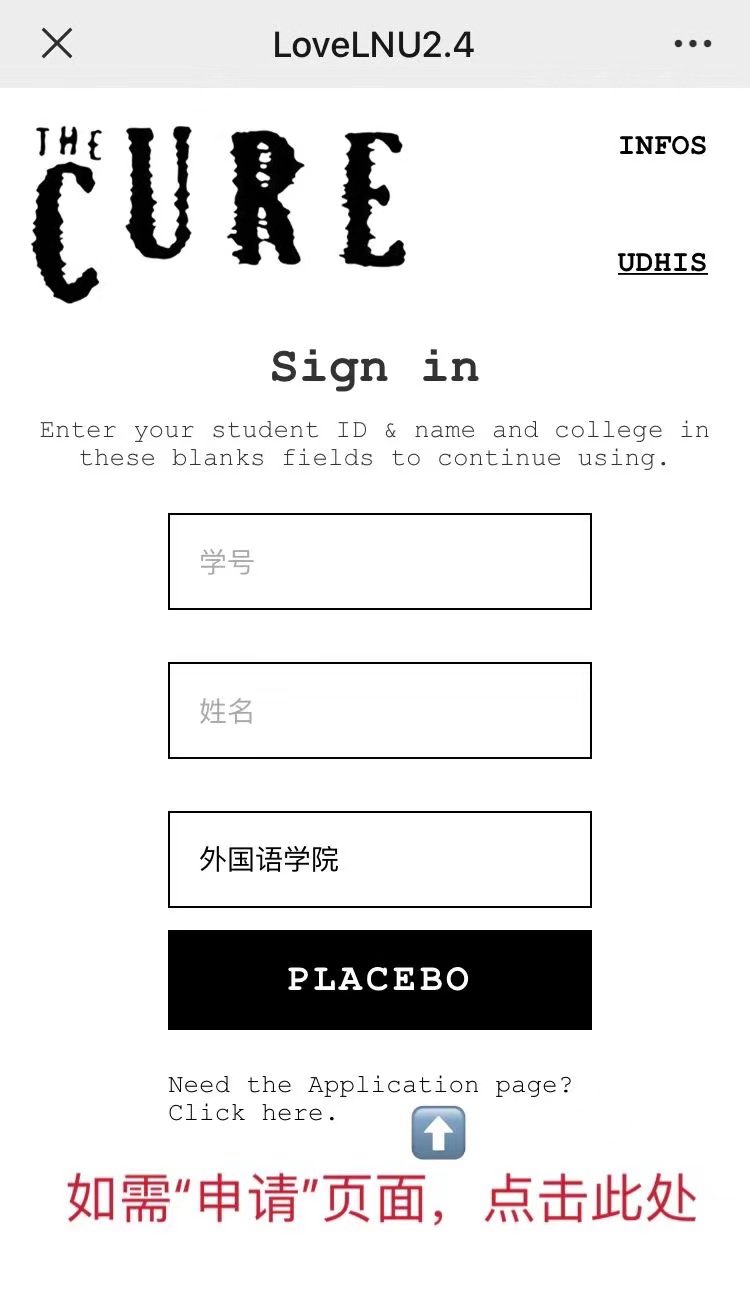 LoveLNU2.4
THE CURE
INFOS
UDHIS
Sign in
Enter your student ID & name and college in
these blanks fields to continue using.
学号
姓名
外国语学院
PLACEBO
Need the Application page?
Click here.
如需“申请”页面，点击此处